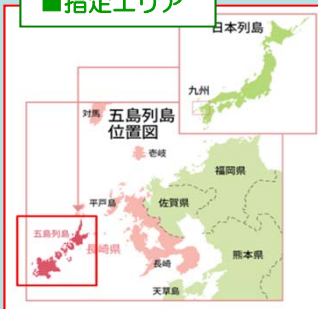 ■指定エリア
日本列島
九州
対馬
五島列島
位置図
壱岐
福岡県
平戸島
佐賀県
五島列島
長崎県
熊本県
長崎
天草島